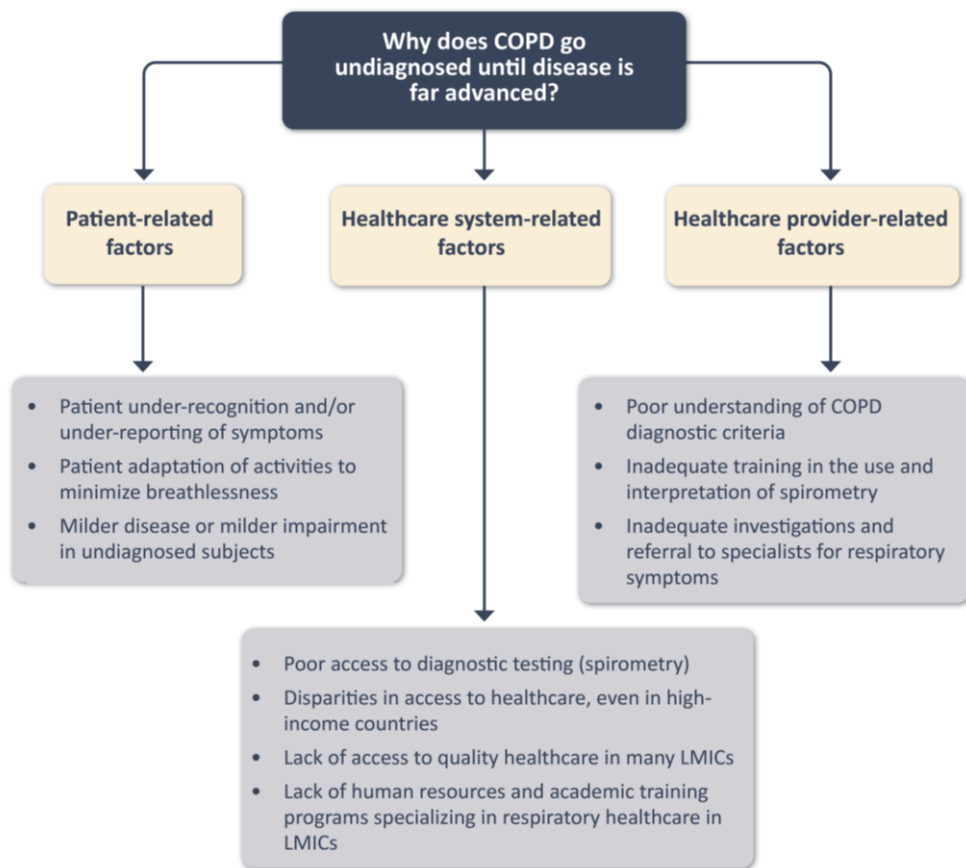 Why does COPD go
undiagnosed until disease is
far advanced?
Patient-related
factors
Healthcare system-related
factors
Healthcare provider-related
factors
• Patient under-recognition and/or
under-reporting of symptoms
• Patient adaptation of activities to
minimize breathlessness
• Milder disease or milder impairment
in undiagnosed subjects
• Poor understanding of COPD
diagnostic criteria
• Inadequate training in the use and
interpretation of spirometry
• Inadequate investigations and
referral to specialists for respiratory
symptoms
• Poor access to diagnostic testing (spirometry)
• Disparities in access to healthcare, even in high-
income countries
• Lack of access to quality healthcare in many LMICs
• Lack of human resources and academic training
programs specializing in respiratory healthcare in
LMICs